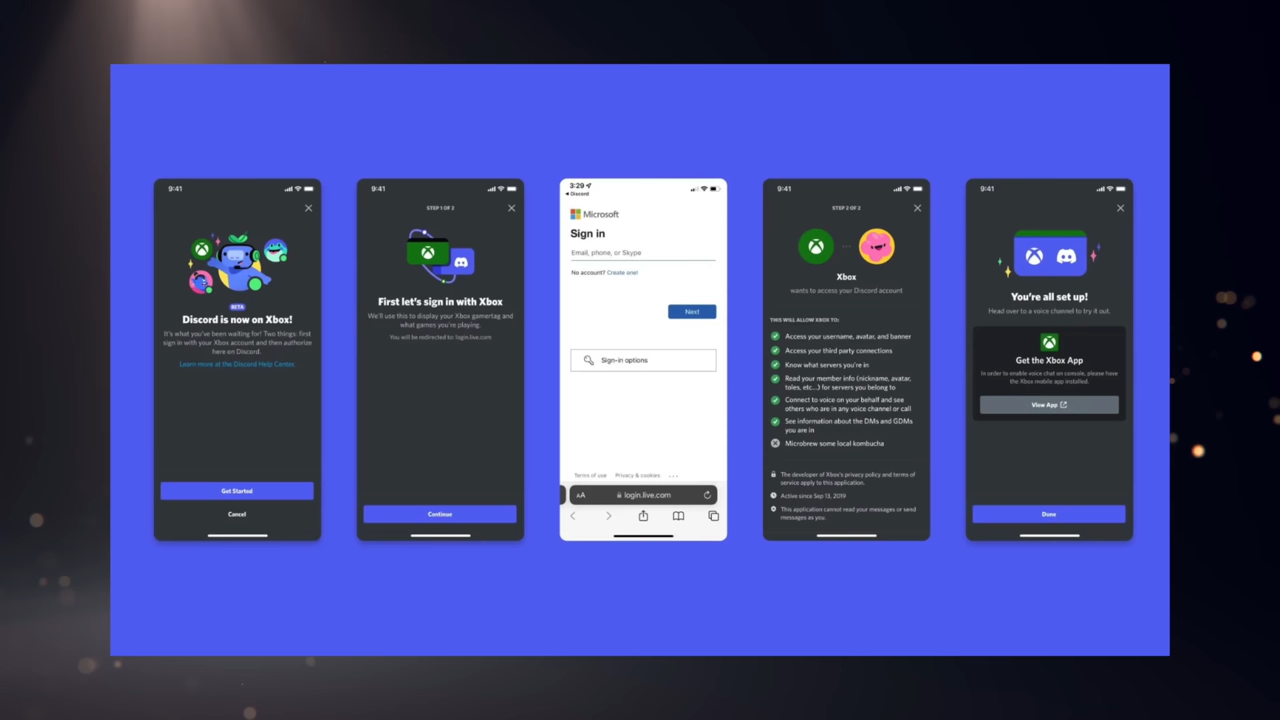 9:41
BETA
Discord is now on Xbox!
It's what you've been waiting for! Two things: first
sign in with your Xbox account and then authorize
here on Discord.
Learn more at the Discord Help Center.
Get Started
Cancel
9:41
STEP 1 OF 2
First let's sign in with Xbox
We'll use this to display your Xbox gamertag and
what games you're playing.
You will be redirected to: login.live.com
Continue
3:29
Discord
Microsoft
Sign in
Email, phone, or Skype
No account? Create one!
Next
Sign-in options
Terms of use Privacy & cookies ...
AA login.live.com
9:41
STEP 2 OF 2
Xbox
wants to access your Discord account
THIS WILL ALLOW XBOX TO:
Access your username, avatar, and banner
Access your third party connections
Know what servers you're in
Read your member info (nickname, avatar,
toles, etc...) for servers you belong to
Connect to voice on your behalf and see
others who are in any voice channel or call
See information about the DMs and GDMs
you are in
Microbrew some local kombucha
The developer of Xbox's privacy policy and terms of
service apply to this application.
Active since Sep 13, 2019
This application cannot read your messages or send
messages as you.
9:41
You're all set up!
Head over to a voice channel to try it out.
Get the Xbox App
In order to enable voice chat on console, please have
the Xbox mobile app installed.
View App
Done